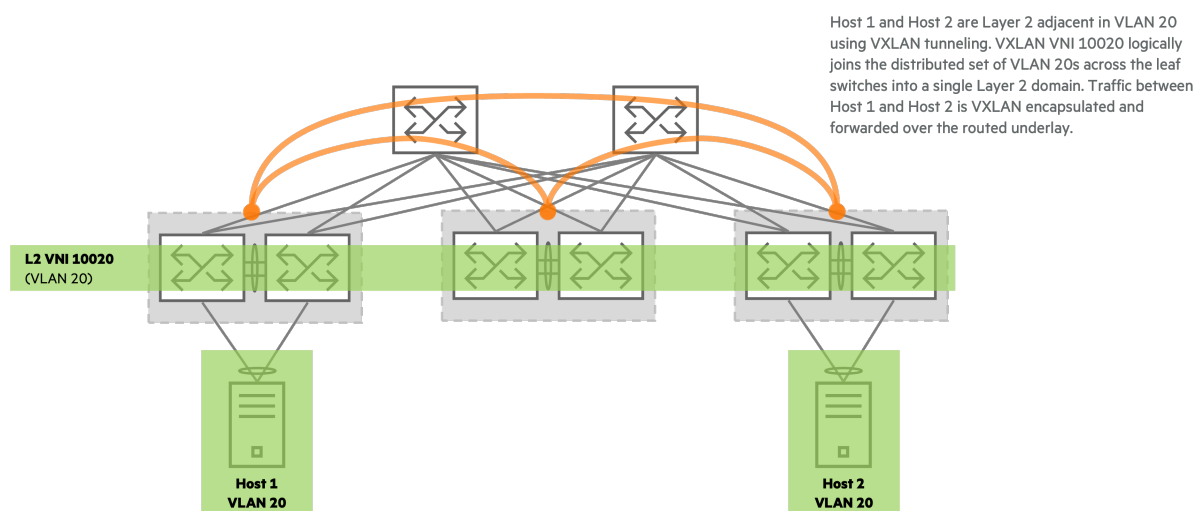 Host 1 and Host 2 are Layer 2 adjacent in VLAN 20
using VXLAN tunneling. VXLAN VNI 10020 logically
joins the distributed set of VLAN 20s across the leaf
switches into a single Layer 2 domain. Traffic between
Host 1 and Host 2 is VXLAN encapsulated and
forwarded over the routed underlay.
L2 VNI 10020
(VLAN 20)
Host 1
VLAN 20
Host 2
VLAN 20